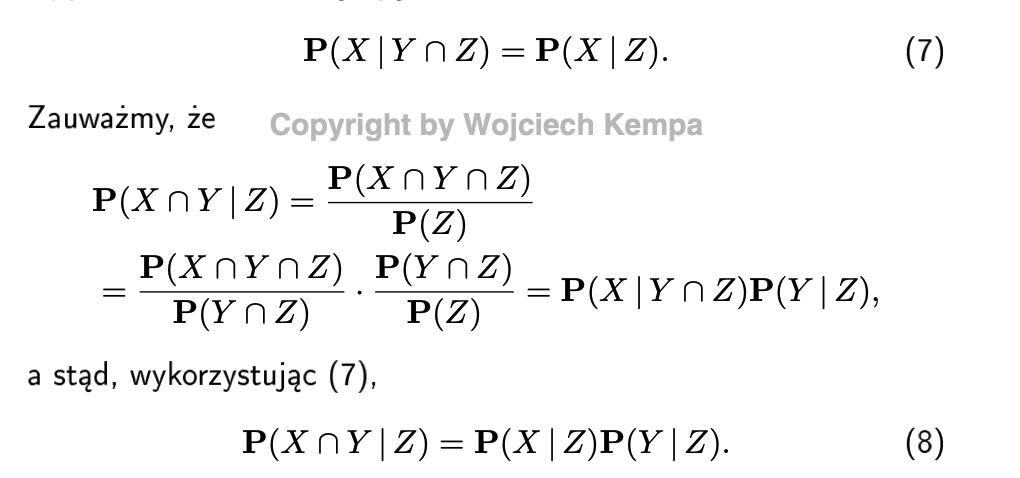 P(X | Y ∩ Z) = P(X | Z). (7)
Zauważmy, że
Copyright by Wojciech Kempa
P(X ∩ Y | Z) = P(X ∩ Y ∩ Z) / P(Z)
= P(X ∩ Y ∩ Z) / P(Y ∩ Z) · P(Y ∩ Z) / P(Z) = P(X | Y ∩ Z)P(Y | Z),
a stąd, wykorzystując (7),
P(X ∩ Y | Z) = P(X | Z)P(Y | Z). (8)